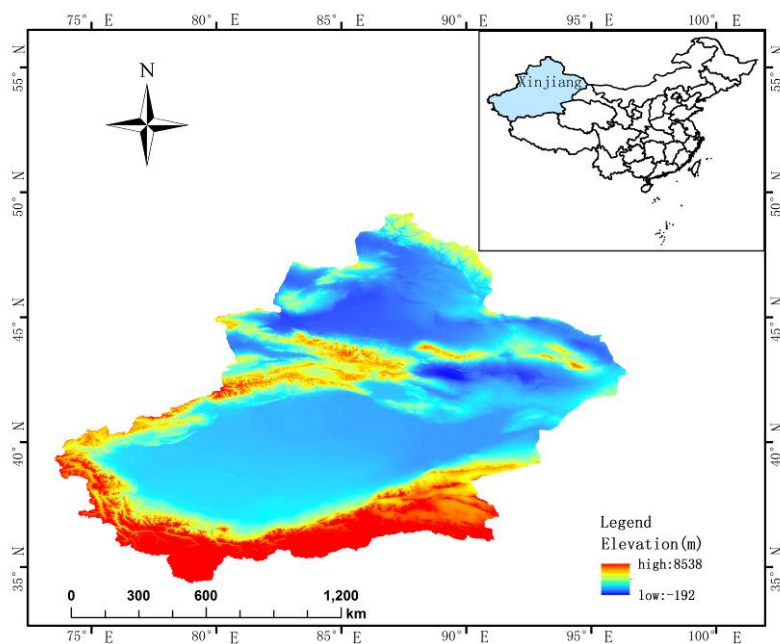 75° E 80° E 85° E 90° E 95° E 100° E
55° N
50° N
45° N
40° N
35° N
N
Xinjiang
55° N
50° N
45° N
40° N
35° N
Legend
Elevation(m)
high:8538
low:-192
0 300 600 1,200
km
75° E 80° E 85° E 90° E 95° E 100° E